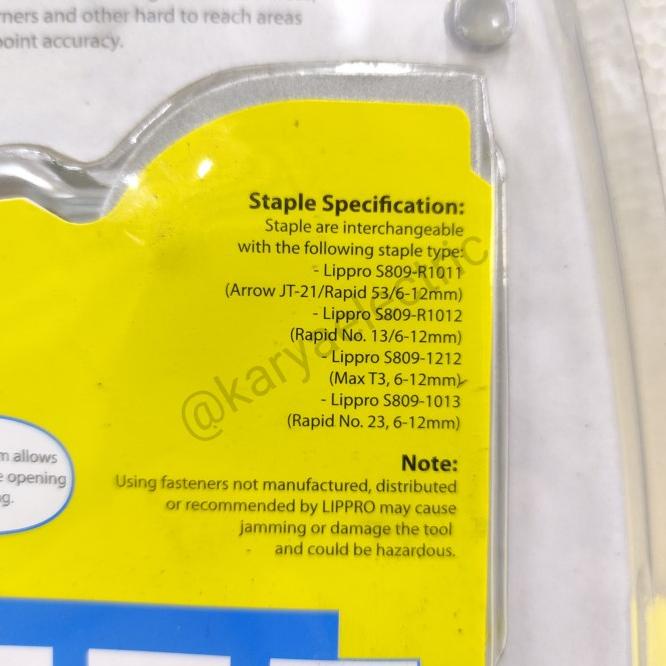 ners and other hard to reach areas
oint accuracy.
Staple Specification:
Staple are interchangeable
with the following staple type:
- Lippro S809-R1011
(Arrow JT-21/Rapid 53/6-12mm)
- Lippro S809-R1012
(Rapid No. 13/6-12mm)
- Lippro S809-1212
(Max T3, 6-12mm)
- Lippro S809-1013
(Rapid No. 23, 6-12mm)
@karya electric
m allows
e opening
g.
Note:
Using fasteners not manufactured, distributed
or recommended by LIPPRO may cause
jamming or damage the tool
and could be hazardous.